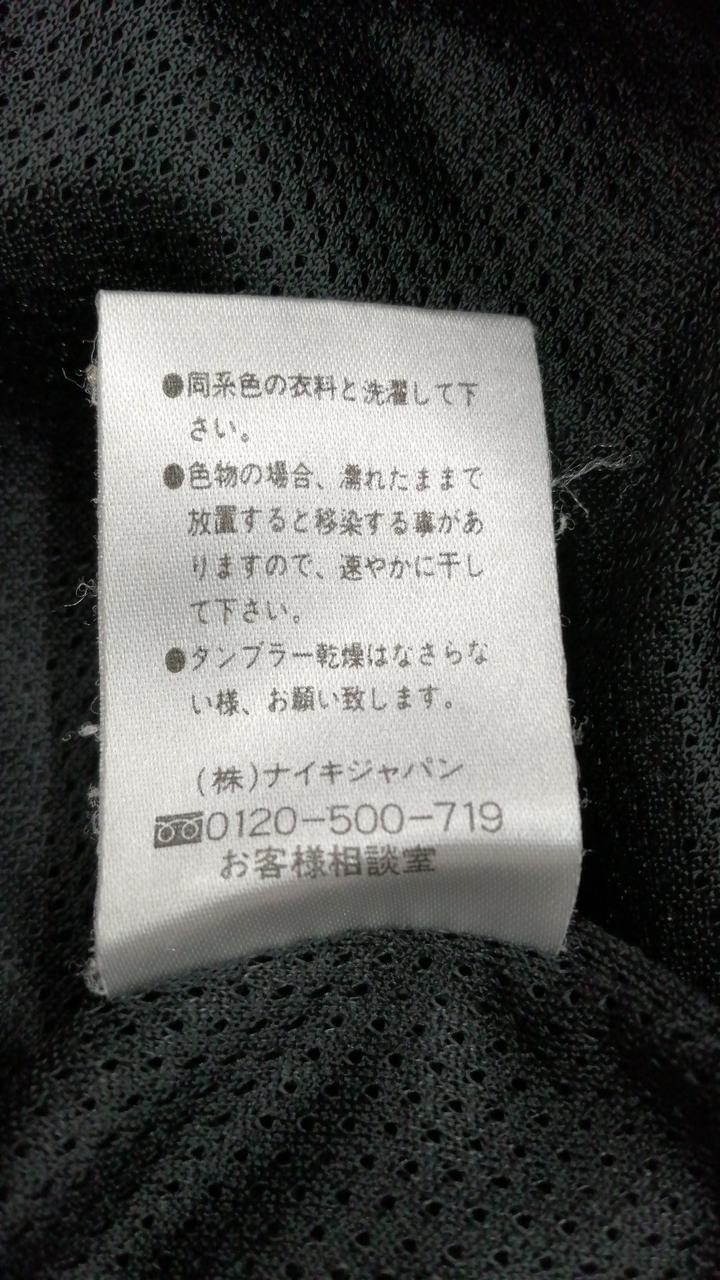 ●同系色の衣料と洗濯して下
さい。
●色物の場合、濡れたままで
放置すると移染する事があ
りますので、速やかに干し
て下さい。
●タンブラー乾燥はなさらな
い様、お願い致します。
(株)ナイキジャパン
0120-500-719
お客様相談室